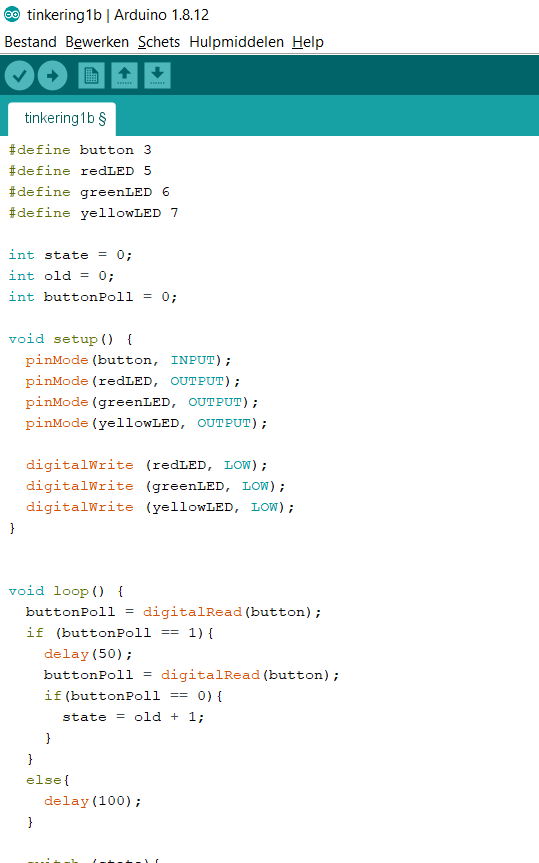 tinkering1b | Arduino 1.8.12
Bestand Bewerken Schets Hulpmiddelen Help
tinkering1b §
#define button 3
#define redLED 5
#define greenLED 6
#define yellowLED 7
int state = 0;
int old = 0;
int buttonPoll = 0;
void setup() {
pinMode(button, INPUT);
pinMode(redLED, OUTPUT);
pinMode(greenLED, OUTPUT);
pinMode(yellowLED, OUTPUT);
digitalWrite (redLED, LOW);
digitalWrite (greenLED, LOW);
digitalWrite (yellowLED, LOW);
}
void loop() {
buttonPoll = digitalRead(button);
if (buttonPoll == 1){
delay(50);
buttonPoll = digitalRead(button);
if(buttonPoll == 0){
state = old + 1;
}
}
else{
delay(100);
}
switch (state){